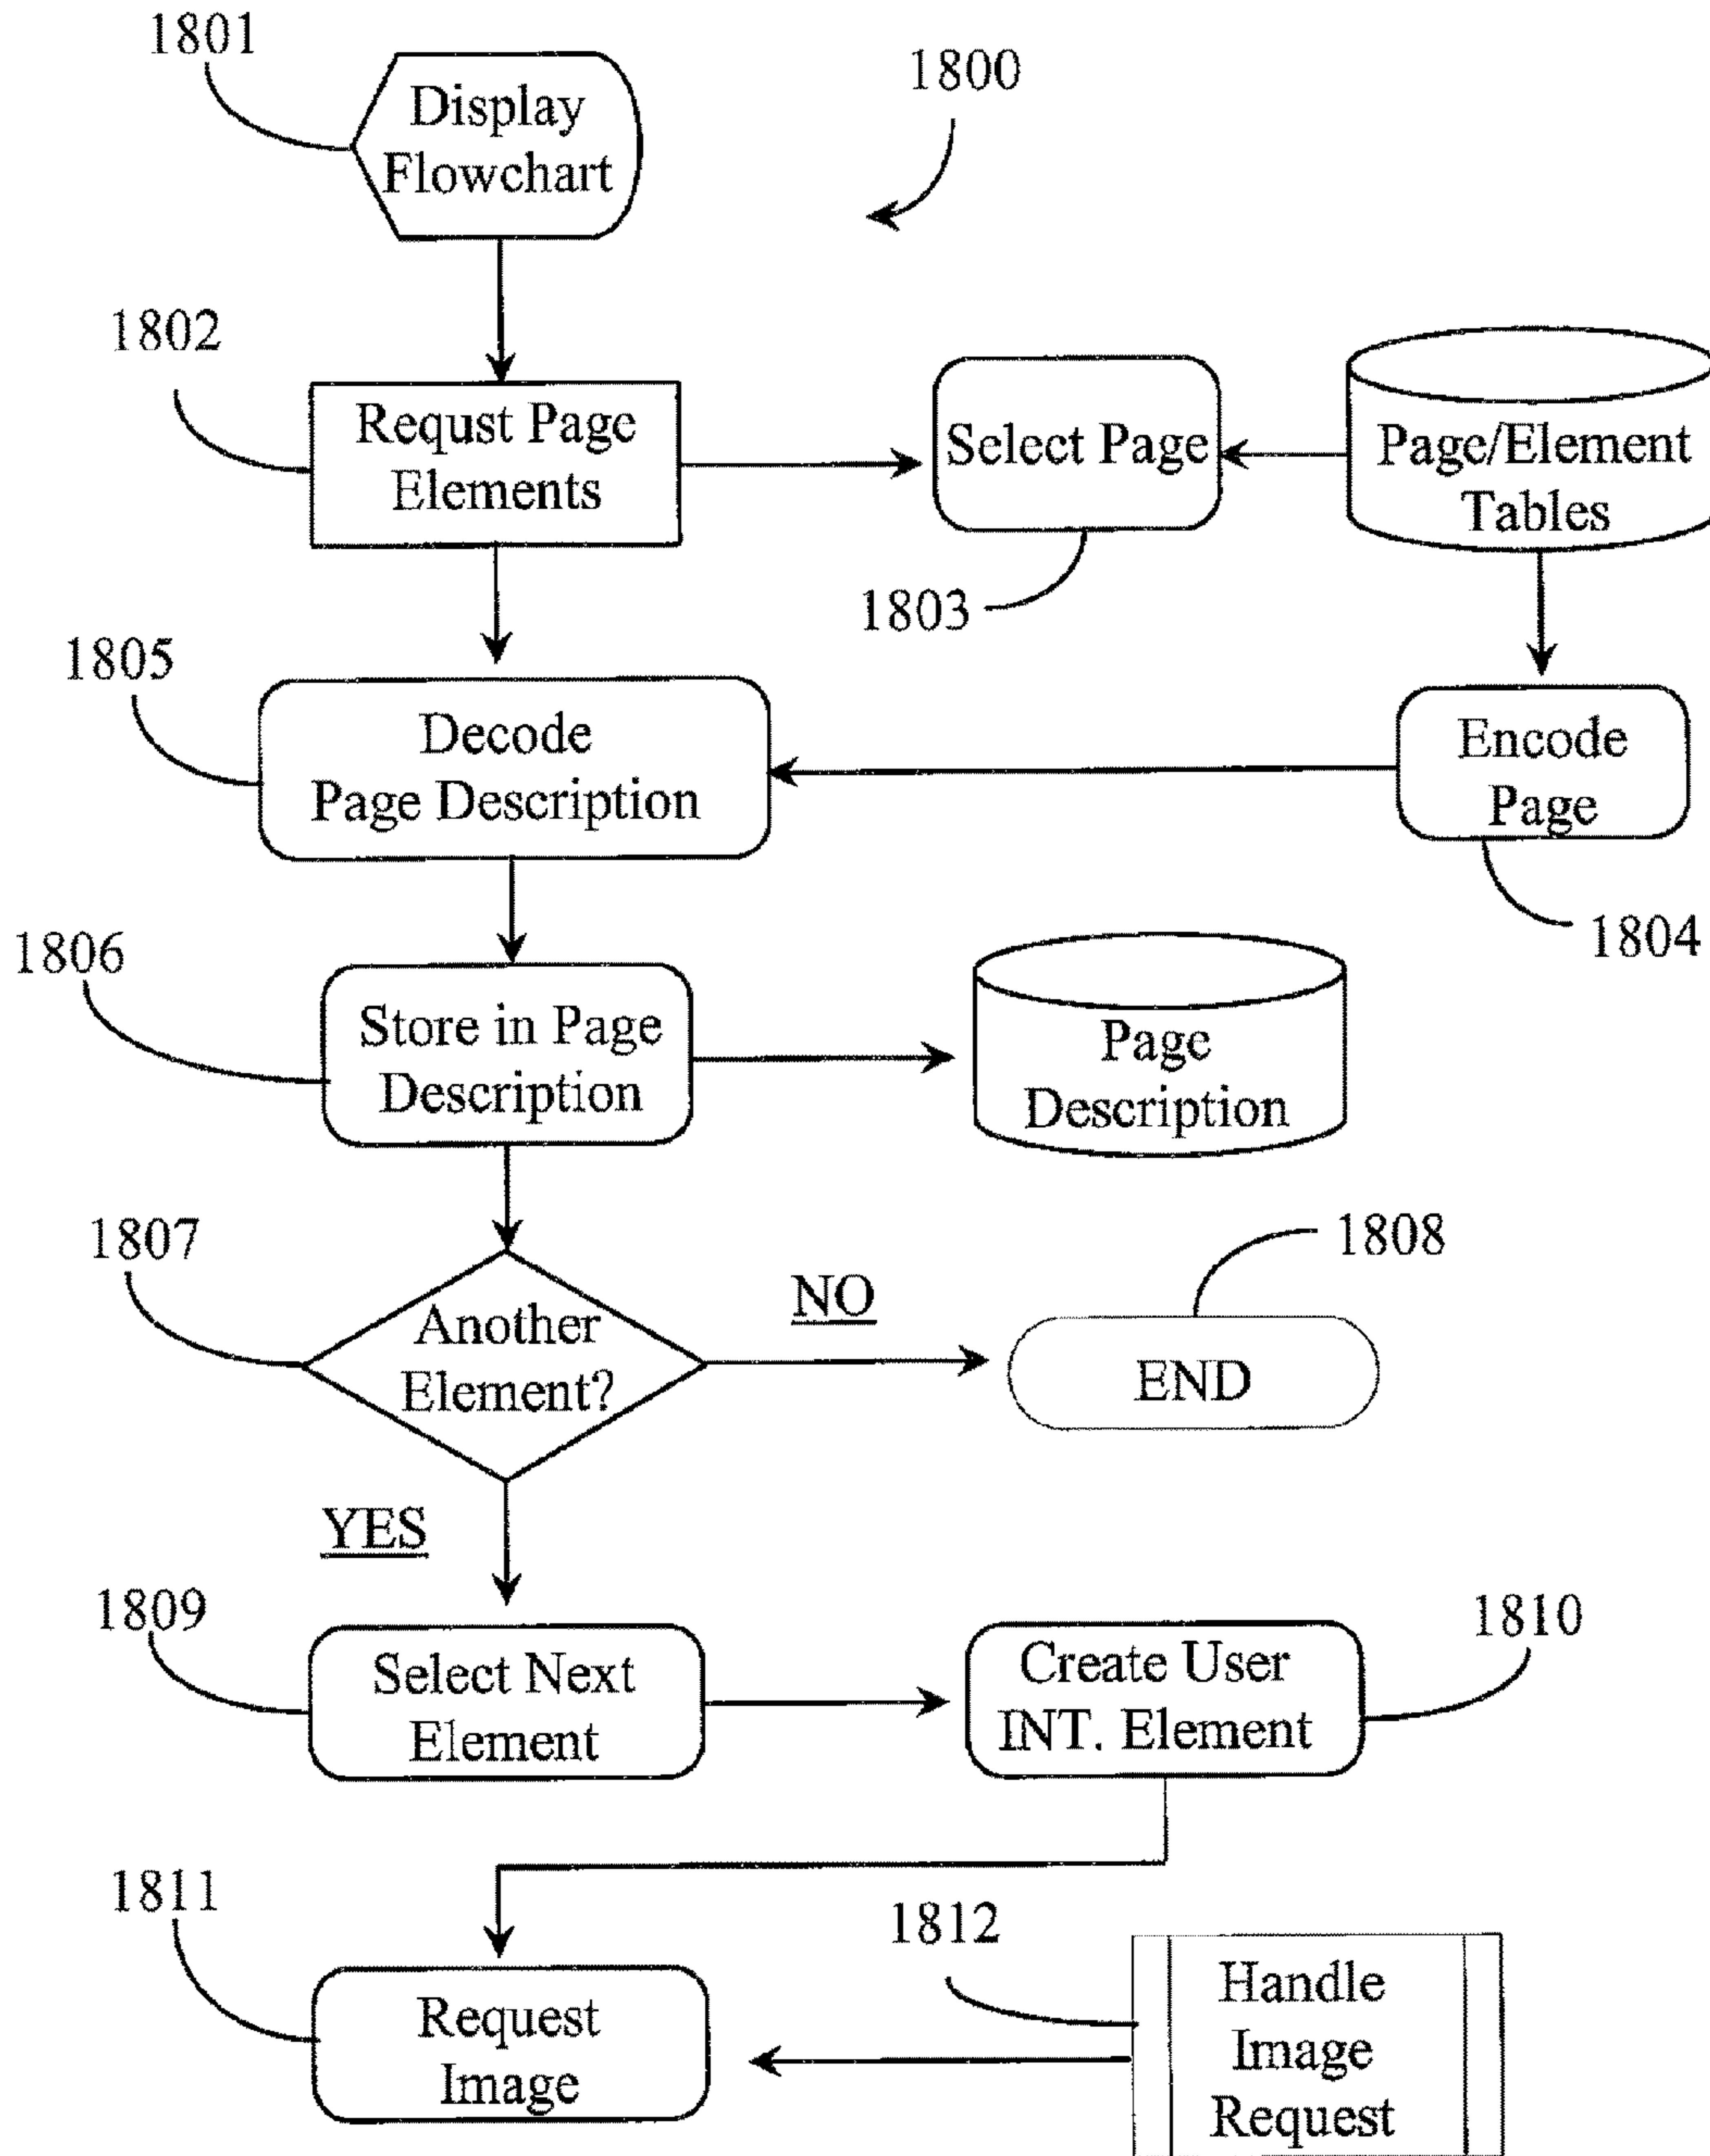 1801
1800
Display
Flowchart
1802
Requst Page
Elements
Select Page
Page/Element
Tables
1803
1805
Decode
Page Description
Encode
Page
1804
1806
Store in Page
Description
Page
Description
1807
1808
Another
Element?
NO
END
YES
1809
Select Next
Element
Create User
INT. Element
1810
1811
1812
Request
Image
Handle
Image
Request